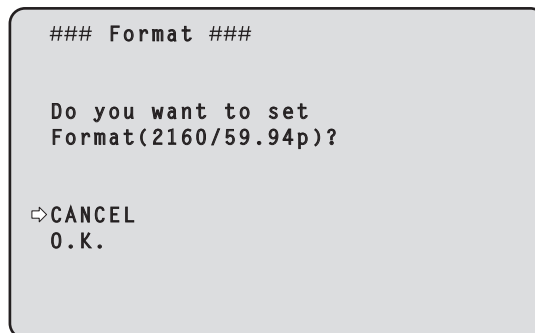 ### Format ###
Do you want to set
Format(2160/59.94p)?
⇨CANCEL
O.K.